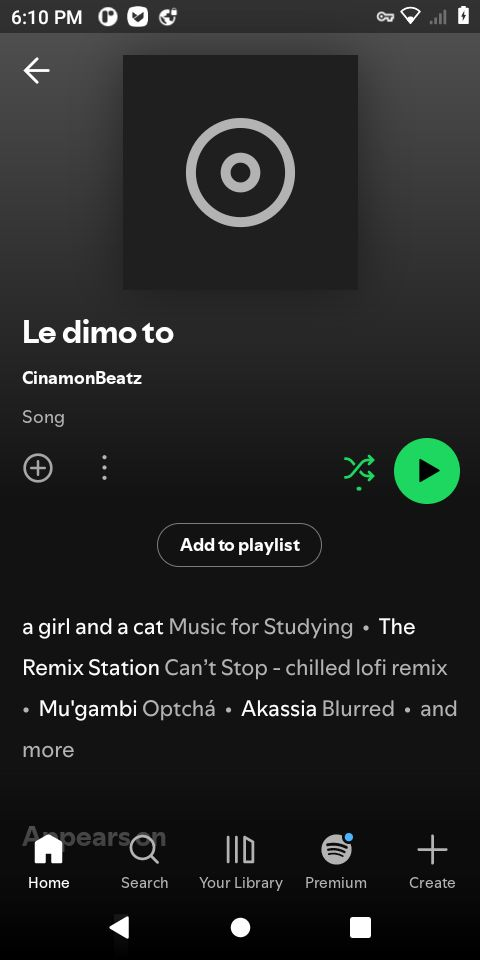 6:10 PM
Le dimo to
CinamonBeatz
Song
Add to playlist
a girl and a cat Music for Studying • The
Remix Station Can't Stop - chilled lofi remix
• Mu'gambi Optchá • Akassia Blurred • and
more
Appears on
Home Search Your Library Premium Create